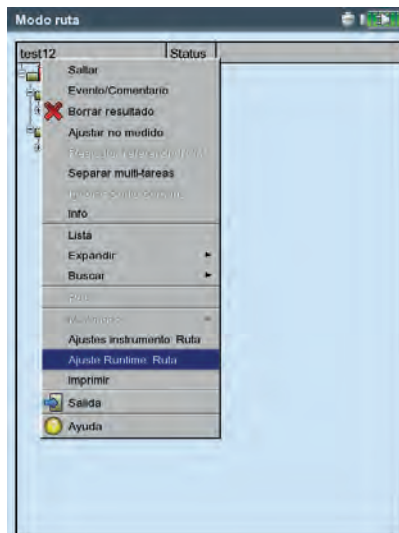 Modo ruta
test12 Status
Saltar
Evento/Comentario
Borrar resultado
Ajustar no medido
Separar multi-tareas
Info
Lista
Expandir
Buscar
Ajustes instrumento: Ruta
Ajuste Runtime: Ruta
Imprimir
Salida
Ayuda